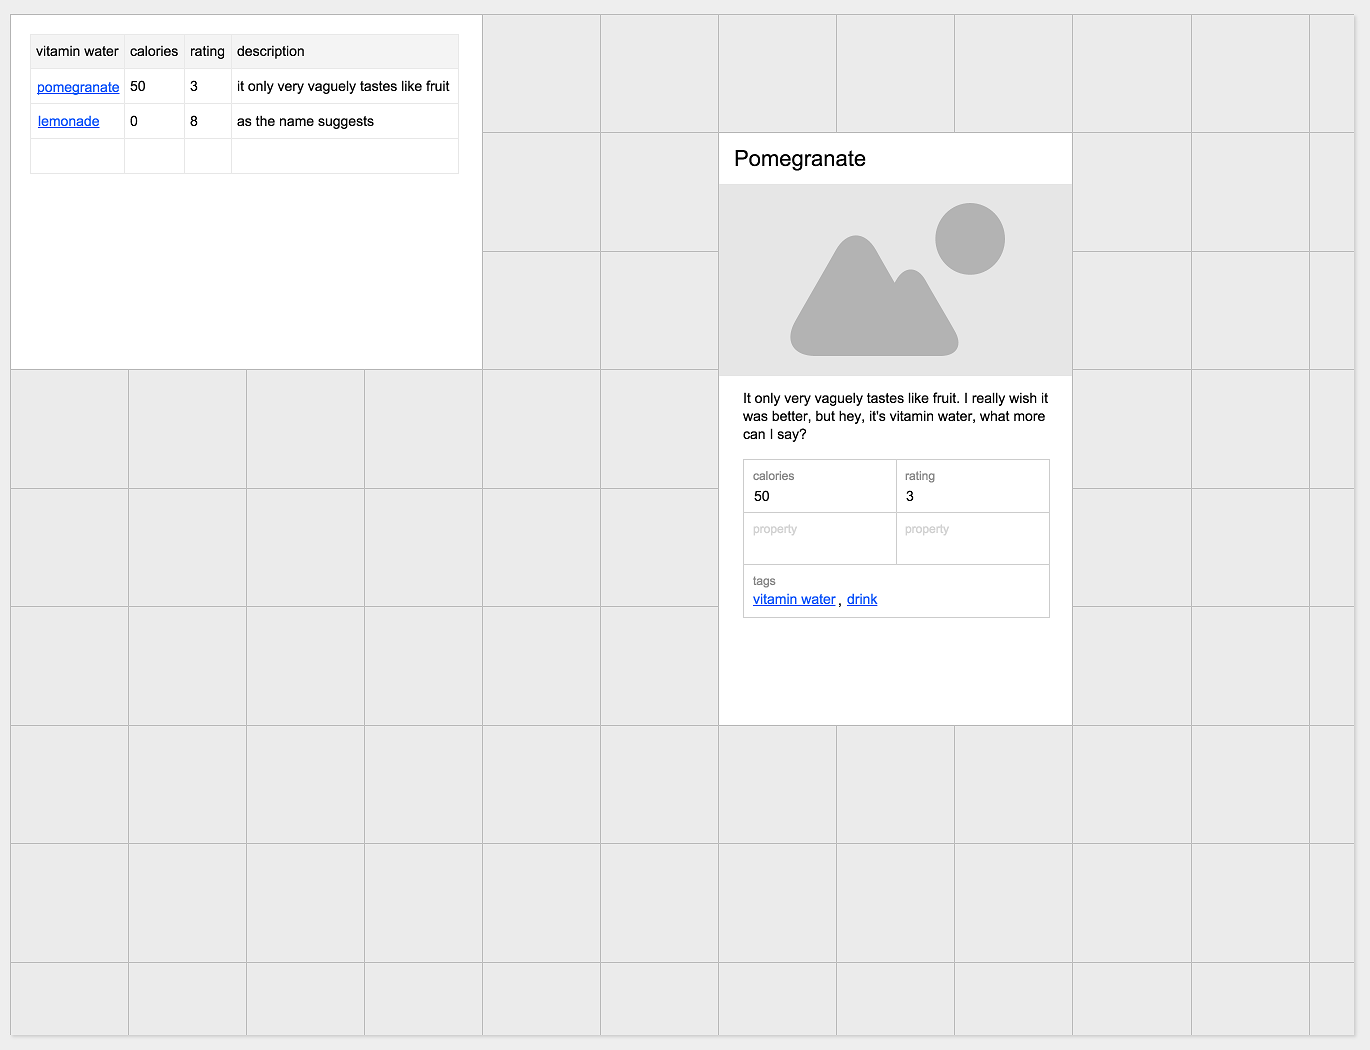 vitamin water calories rating description
pomegranate 50 3 it only very vaguely tastes like fruit
lemonade 0 8 as the name suggests
Pomegranate
It only very vaguely tastes like fruit. I really wish it
was better, but hey, it's vitamin water, what more
can I say?
calories rating
50 3
property property
tags
vitamin water , drink